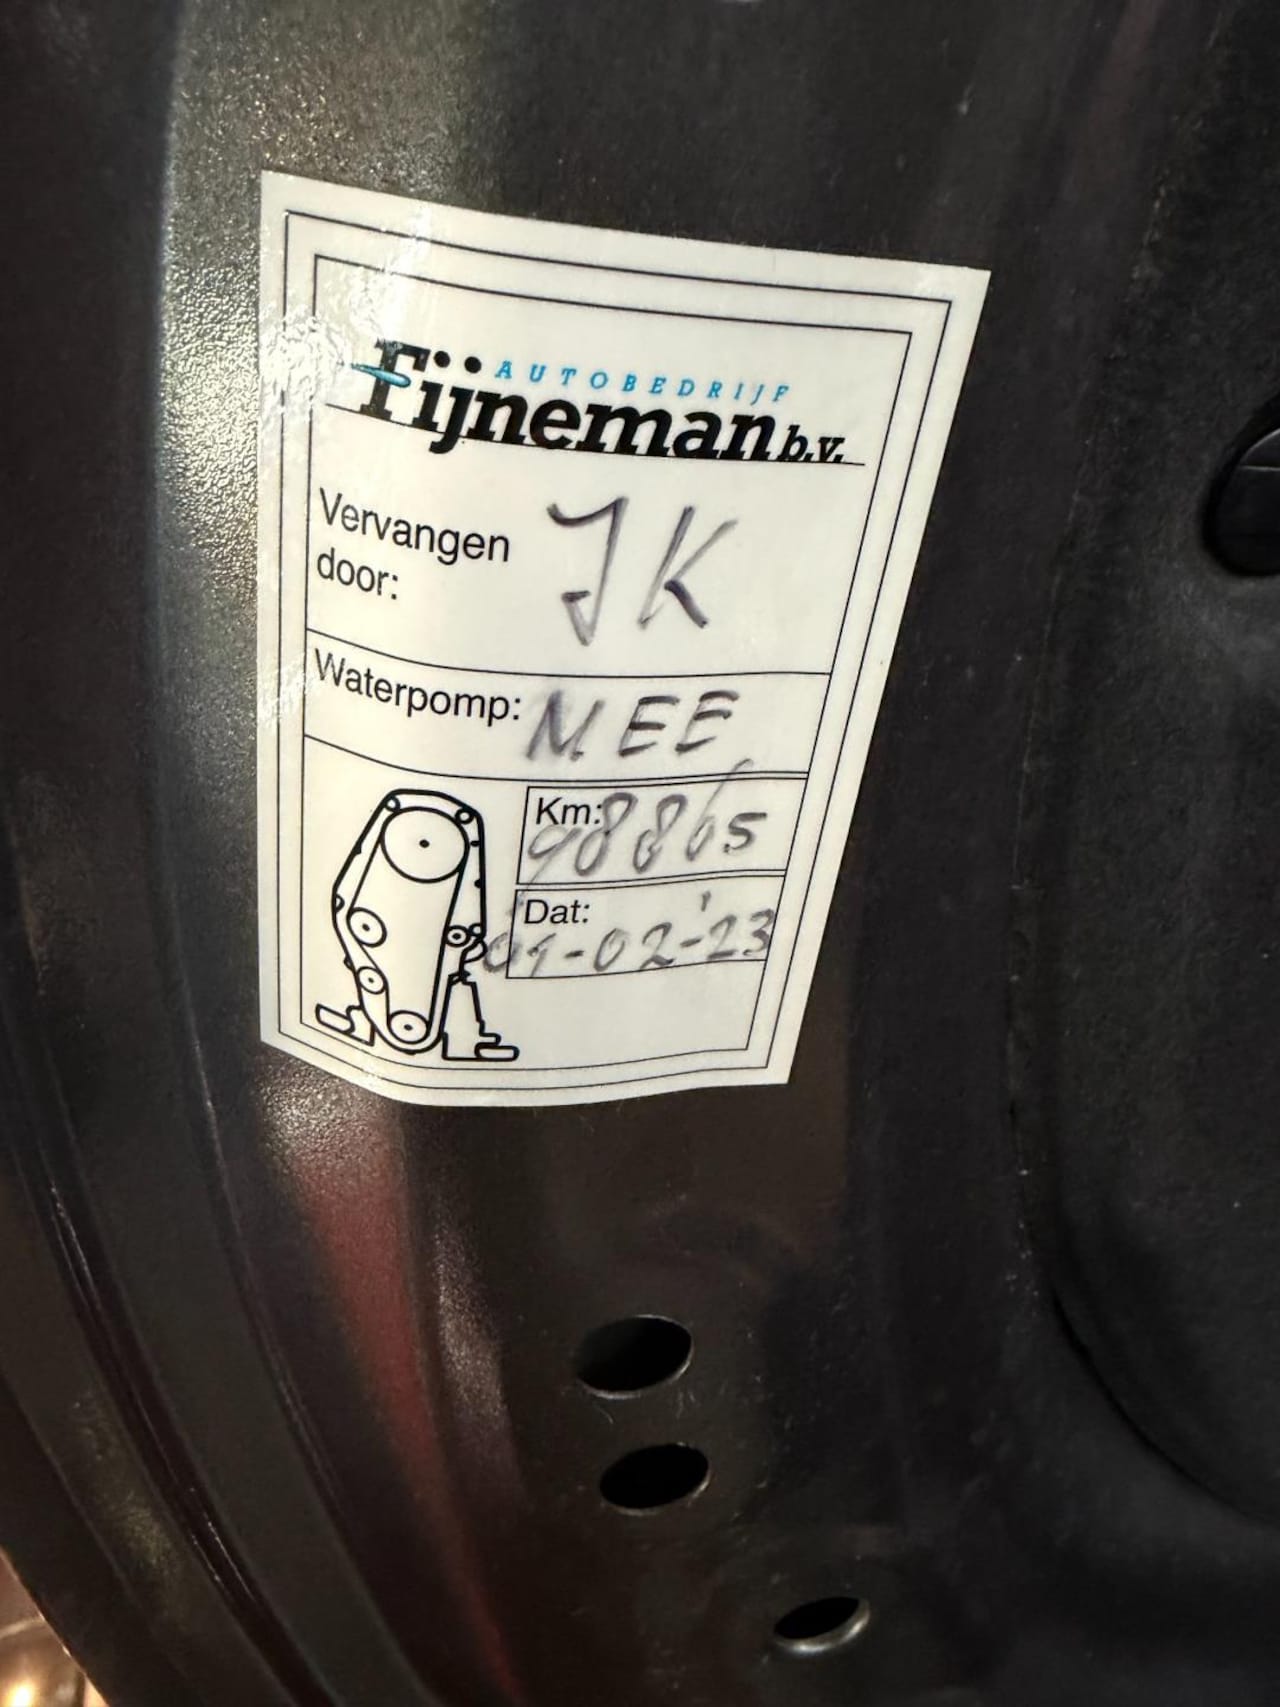 AUTOBEDRIJF
Fijneman b.v.
Vervangen
door: JK
Waterpomp: MEE
Km: 98865
Dat:
01-02-'23